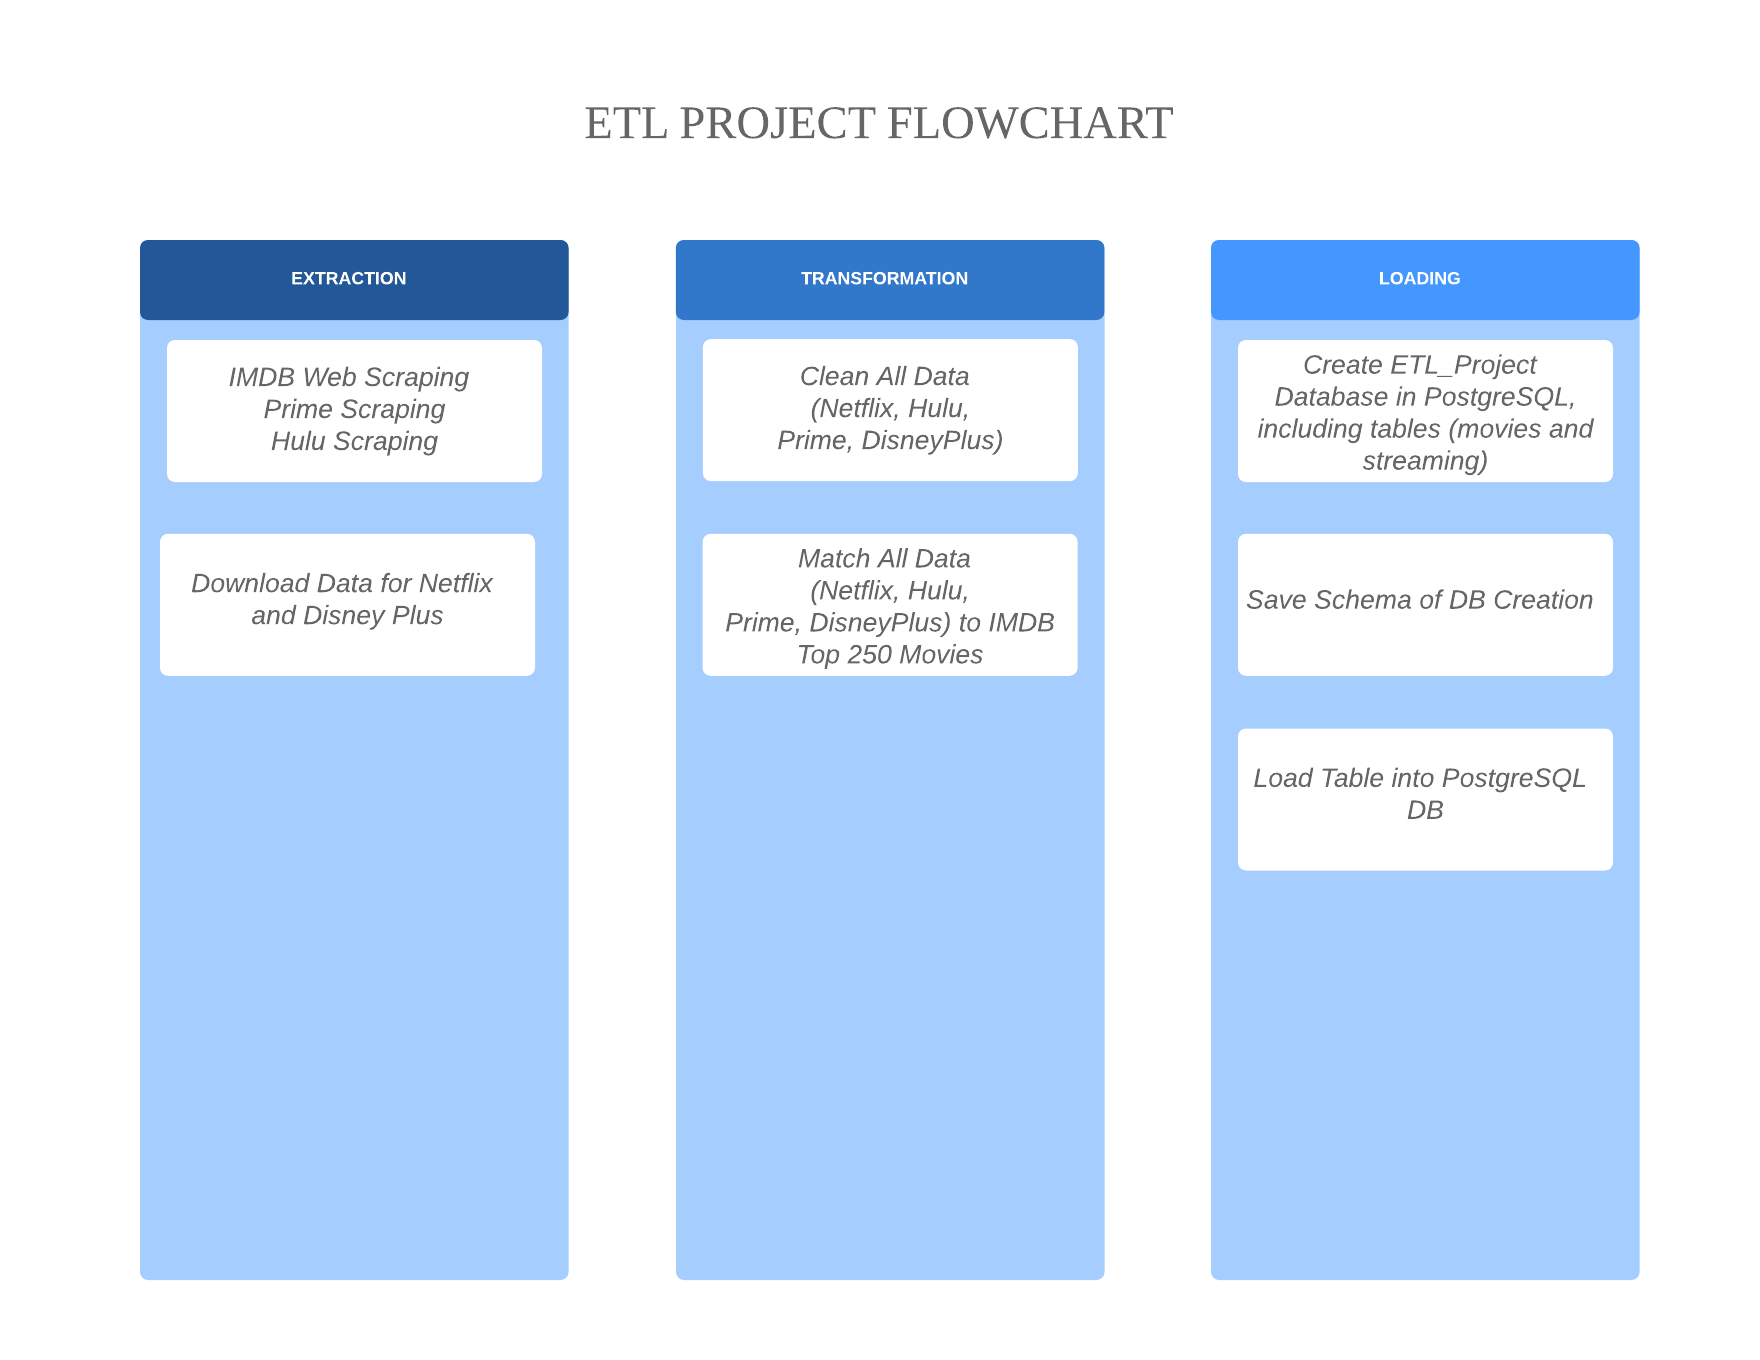 ETL PROJECT FLOWCHART
EXTRACTION
IMDB Web Scraping
Prime Scraping
Hulu Scraping
Download Data for Netflix
and Disney Plus
TRANSFORMATION
Clean All Data
(Netflix, Hulu,
Prime, DisneyPlus)
Match All Data
(Netflix, Hulu,
Prime, DisneyPlus) to IMDB
Top 250 Movies
LOADING
Create ETL_Project
Database in PostgreSQL,
including tables (movies and
streaming)
Save Schema of DB Creation
Load Table into PostgreSQL
DB